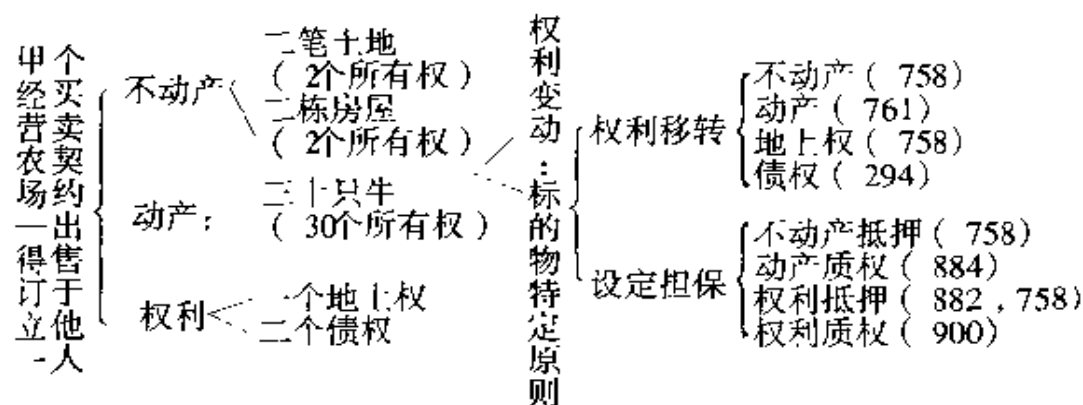 甲经营农场—得订立一
个买卖契约出售于他人
不动产
二笔土地
( 2个所有权 )
二栋房屋
( 2个所有权 )
动产：
三十只牛
( 30个所有权 )
权利
一个地上权
二个债权
权利变动：标的物特定原则
权利移转
不动产 ( 758)
动产 ( 761)
地上权 ( 758)
债权 ( 294)
设定担保
不动产抵押 ( 758)
动产质权 ( 884)
权利抵押 ( 882 , 758)
权利质权 ( 900)